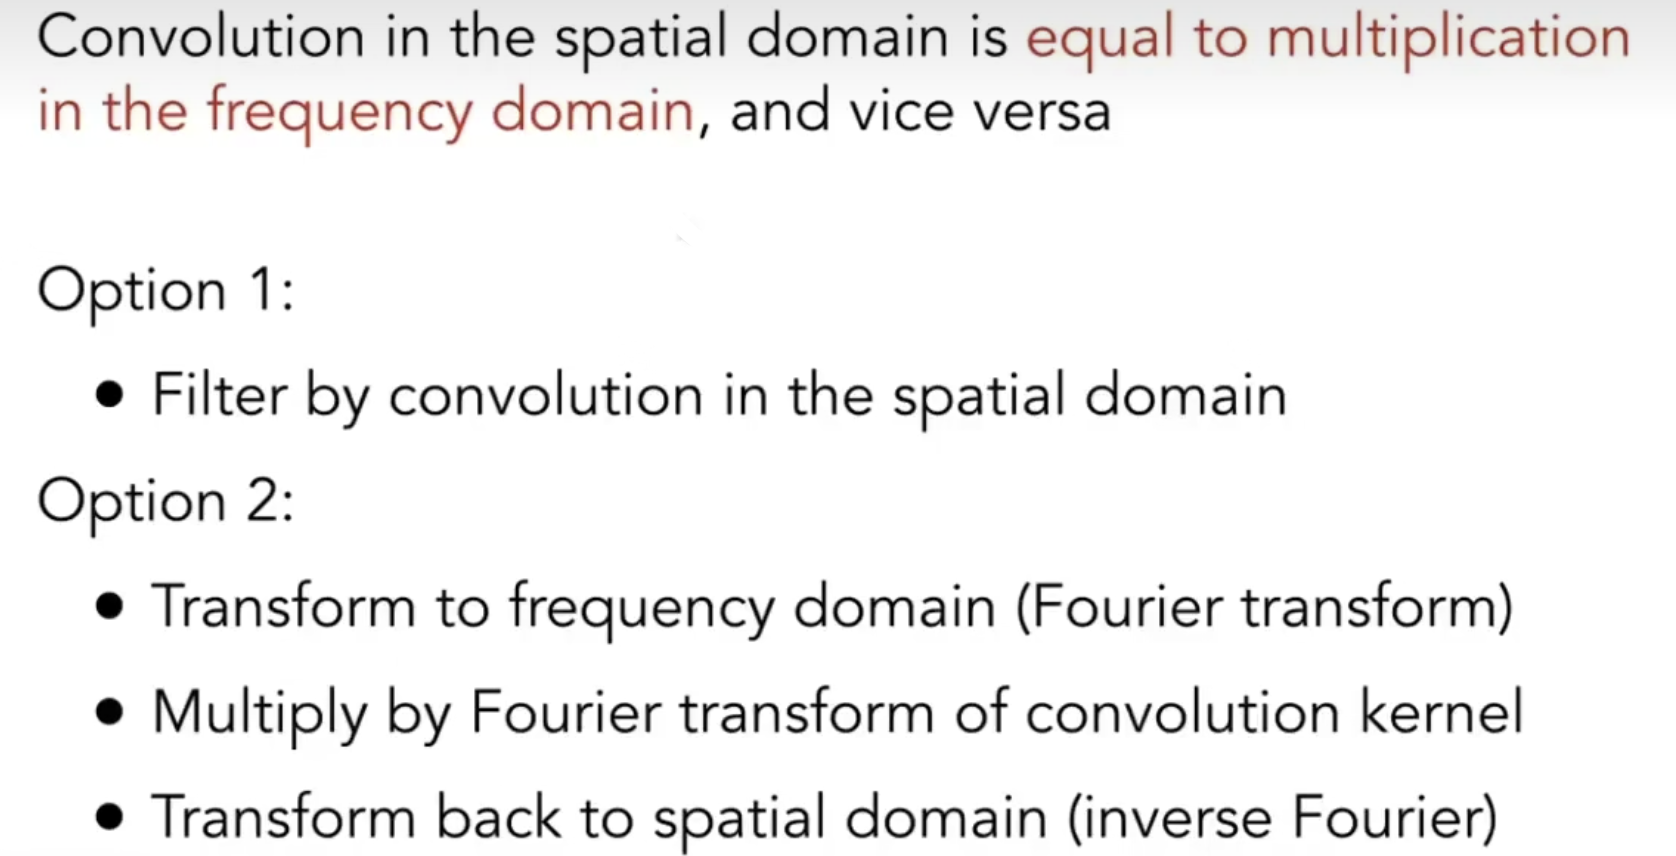 Convolution in the spatial domain is equal to multiplication
in the frequency domain, and vice versa
Option 1:
• Filter by convolution in the spatial domain
Option 2:
• Transform to frequency domain (Fourier transform)
• Multiply by Fourier transform of convolution kernel
• Transform back to spatial domain (inverse Fourier)